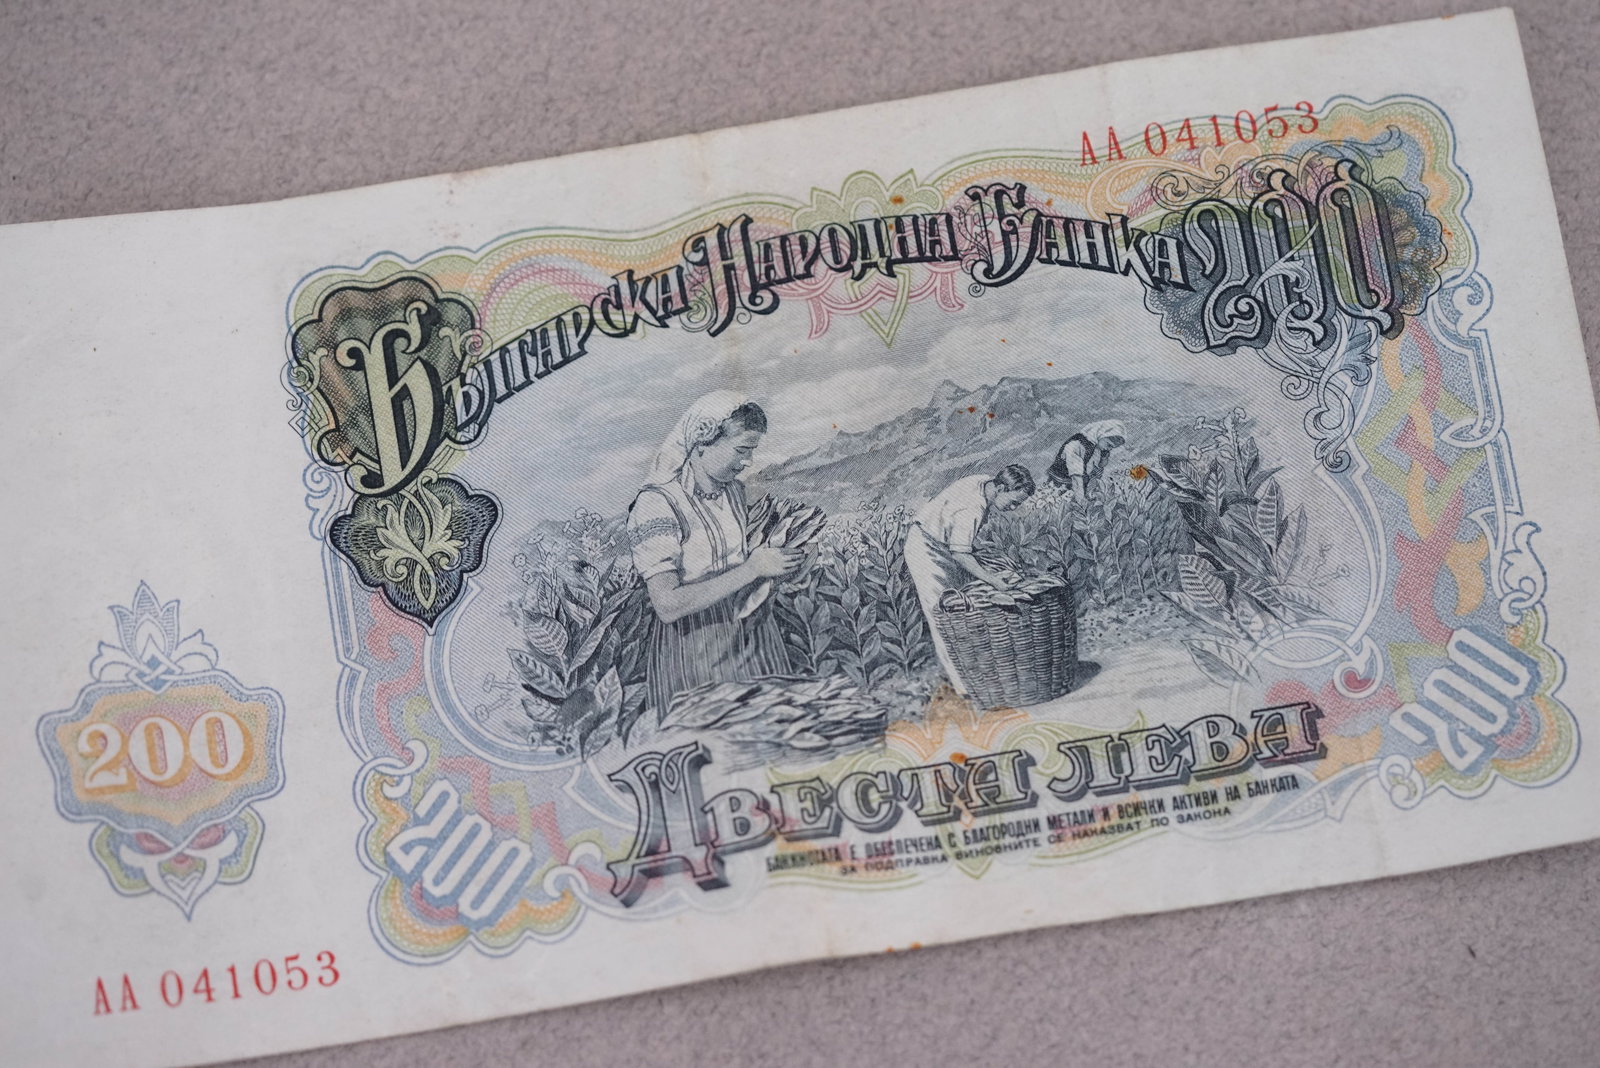 АА 041053
Българска Народна Банка 200
200
Двеста лева
200
200
Банкнотата е обезпечена с благородни метали и всички активи на банката
За подправка виновните се наказват по закона
АА 041053